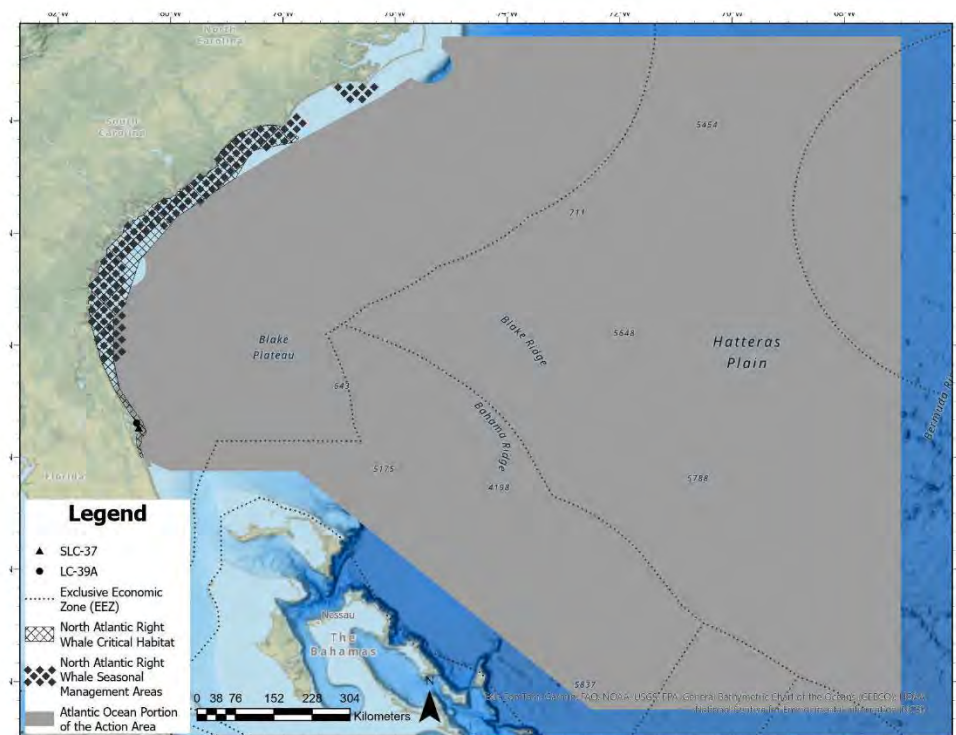 North
Carolina
South
Carolina
5464
211
Blake
Plateau
Blake Ridge
5648
Hatteras
Plain
643
Bahama Ridge
5175
4198
5788
Florida
Nassau
The
Bahamas
5837
Legend
SLC-37
LC-39A
Exclusive Economic
Zone (EEZ)
North Atlantic Right
Whale Critical Habitat
North Atlantic Right
Whale Seasonal
Management Areas
Atlantic Ocean Portion
of the Action Area
N
0 38 76 152 228 304
Kilometers